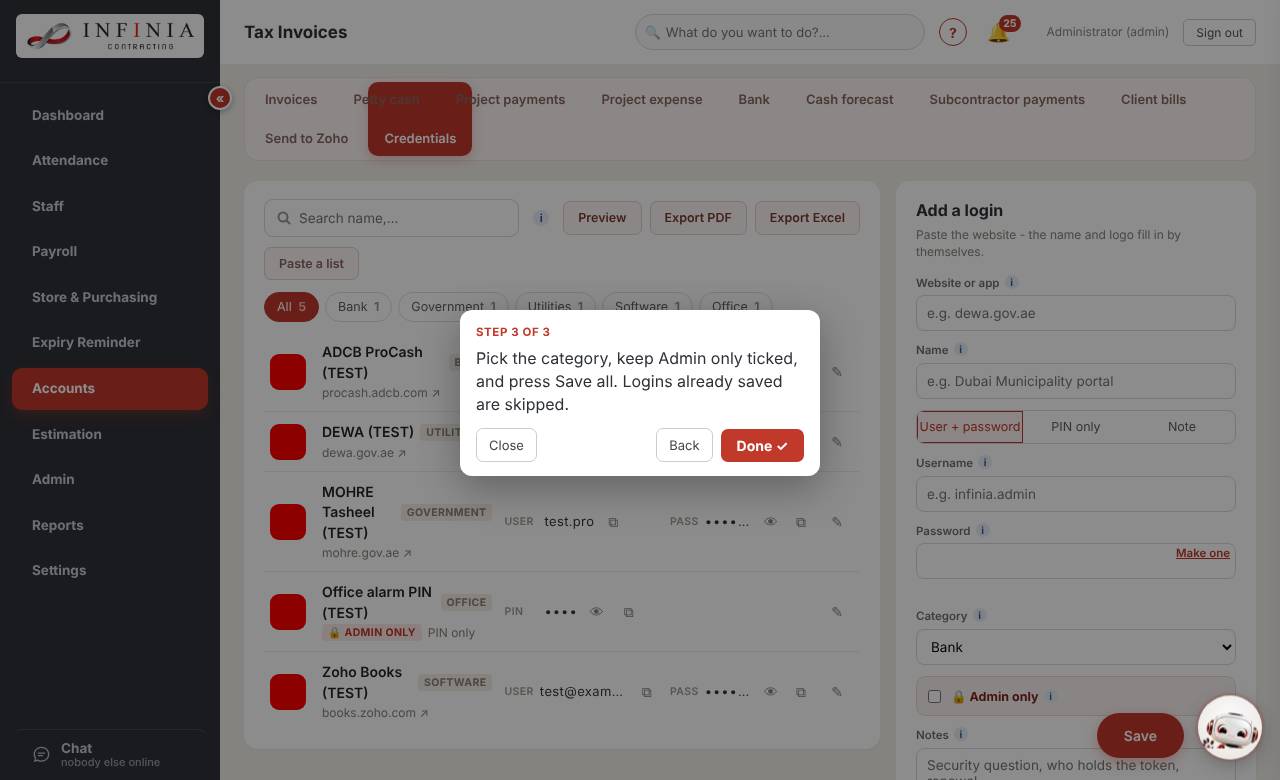 INFINIA
CONTRACTING
Tax Invoices
What do you want to do?...
?
25
Administrator (admin)
Sign out
«
Dashboard
Attendance
Staff
Payroll
Store & Purchasing
Expiry Reminder
Accounts
Estimation
Admin
Reports
Settings
Chat
nobody else online
Invoices
Petty cash
Project payments
Project expense
Bank
Cash forecast
Subcontractor payments
Client bills
Send to Zoho
Credentials
Search name,...
i
Preview
Export PDF
Export Excel
Paste a list
All 5
Bank 1
Government 1
Utilities 1
Software 1
Office 1
ADCB ProCash
(TEST)
procash.adcb.com ↗
DEWA (TEST)
dewa.gov.ae ↗
MOHRE
Tasheel
(TEST)
GOVERNMENT
mohre.gov.ae ↗
USER test.pro
PASS ••••...
Office alarm PIN
(TEST)
OFFICE
ADMIN ONLY PIN only
PIN ••••
Zoho Books
(TEST)
SOFTWARE
books.zoho.com ↗
USER test@exam...
PASS ••••...
STEP 3 OF 3
Pick the category, keep Admin only ticked,
and press Save all. Logins already saved
are skipped.
Close
Back
Done ✓
Add a login
Paste the website - the name and logo fill in by
themselves.
Website or app i
e.g. dewa.gov.ae
Name i
e.g. Dubai Municipality portal
User + password
PIN only
Note
Username i
e.g. infinia.admin
Password i
Make one
Category i
Bank
Admin only i
Notes i
Security question, who holds the token,
Save